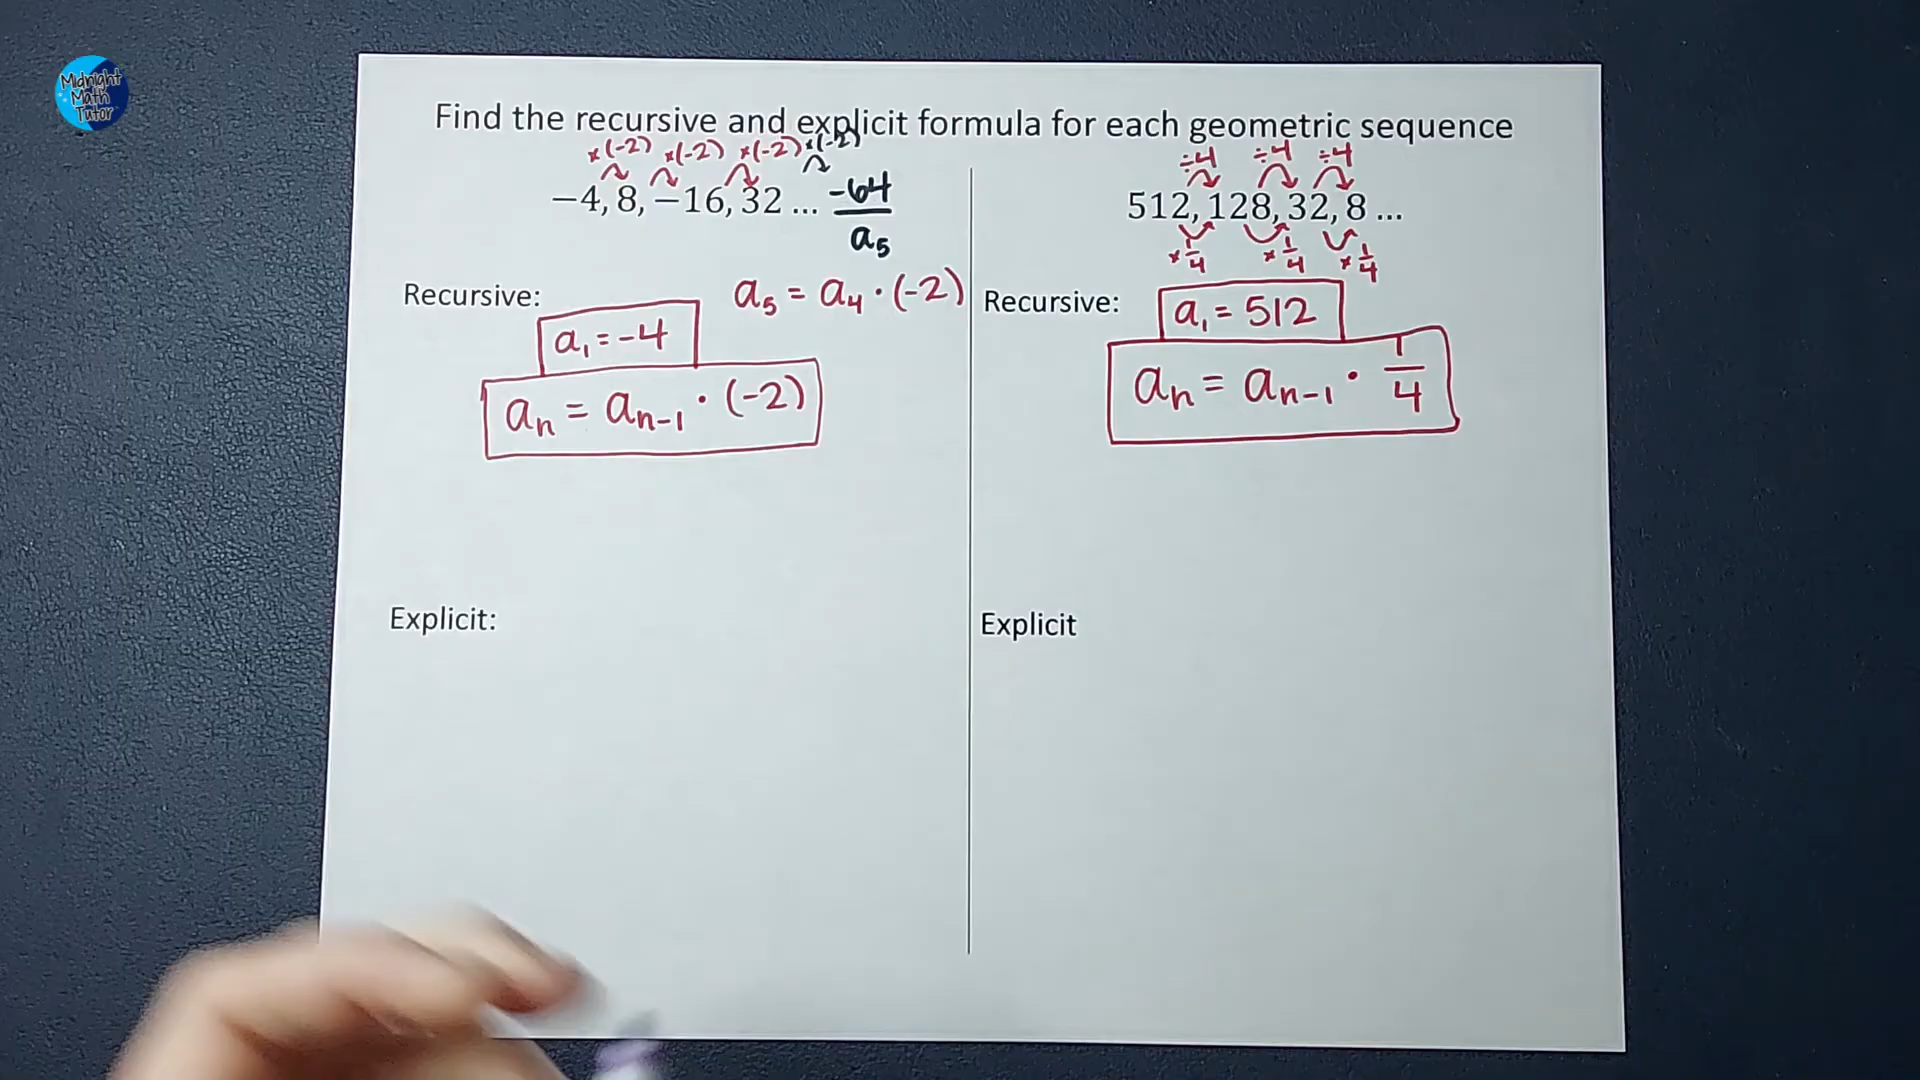 Midnight
Math
Tutor
Find the recursive and explicit formula for each geometric sequence
×(-2) ×(-2) ×(-2) ×(-2)
−4, 8, −16, 32 ... -64
a₅
Recursive:
a₅ = a₄ · (-2)
a₁ = -4
aₙ = aₙ₋₁ · (-2)
Explicit:
÷4 ÷4 ÷4
512, 128, 32, 8 ...
×1/4 ×1/4 ×1/4
Recursive:
a₁ = 512
aₙ = aₙ₋₁ · 1/4
Explicit